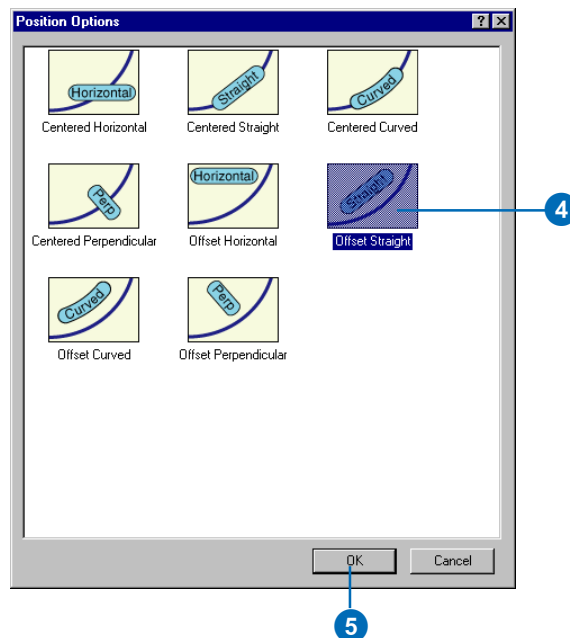 Position Options
Horizontal
Straight
Curved
Centered Horizontal
Centered Straight
Centered Curved
Perp
Horizontal
Straight
4
Centered Perpendicular
Offset Horizontal
Offset Straight
Curved
Perp
Offset Curved
Offset Perpendicular
OK
Cancel
5